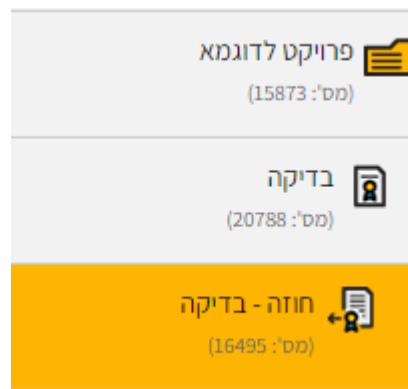 פרויקט לדוגמא
(מס': 15873)
בדיקה
(מס': 20788)
חוזה - בדיקה
(מס': 16495)